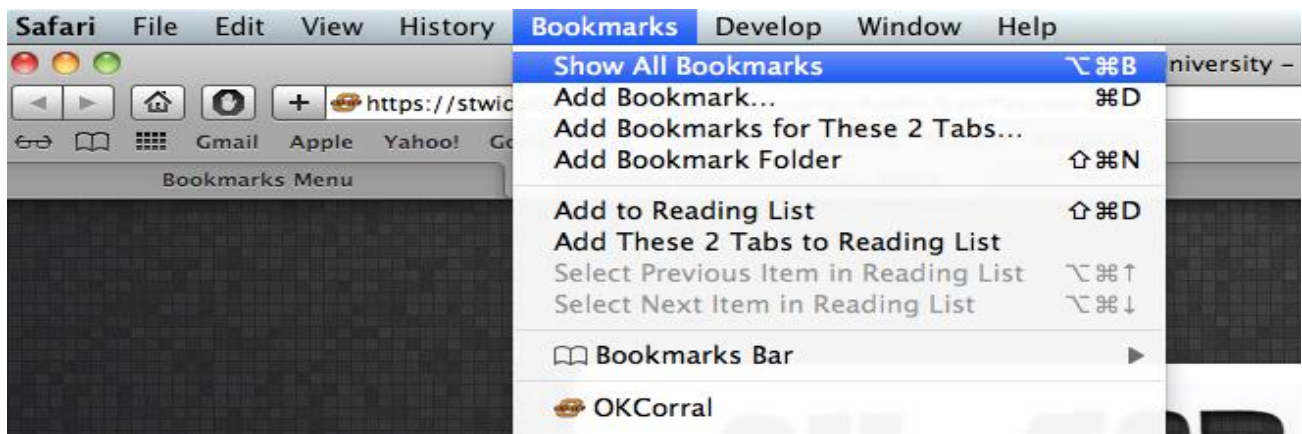 Safari File Edit View History Bookmarks Develop Window Help
Show All Bookmarks ⌥⌘B
niversity –
Add Bookmark... ⌘D
https://stwi
Add Bookmarks for These 2 Tabs...
Gmail Apple Yahoo!
Add Bookmark Folder ⇧⌘N
Bookmarks Menu
Add to Reading List ⇧⌘D
Add These 2 Tabs to Reading List
Select Previous Item in Reading List ⌥⌘↑
Select Next Item in Reading List ⌥⌘↓
Bookmarks Bar ▶
OKCorral